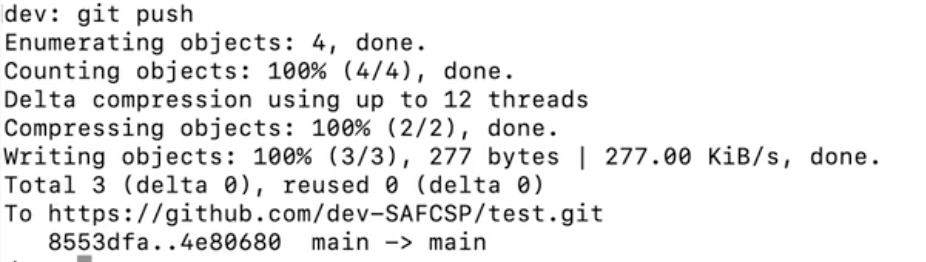 dev: git push
Enumerating objects: 4, done.
Counting objects: 100% (4/4), done.
Delta compression using up to 12 threads
Compressing objects: 100% (2/2), done.
Writing objects: 100% (3/3), 277 bytes | 277.00 KiB/s, done.
Total 3 (delta 0), reused 0 (delta 0)
To https://github.com/dev-SAFCSP/test.git
   8553dfa..4e80680  main -> main